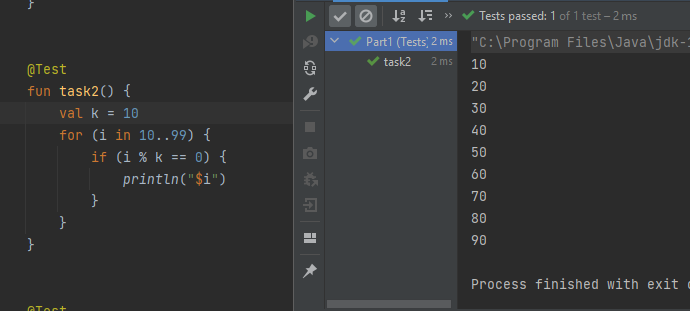 }
@Test
fun task2() {
val k = 10
for (i in 10..99) {
if (i % k == 0) {
println("$i")
}
}
}
@Test
Tests passed: 1 of 1 test – 2 ms
Part1 (Tests) 2 ms
task2 2 ms
"C:\Program Files\Java\jdk-1
10
20
30
40
50
60
70
80
90
Process finished with exit